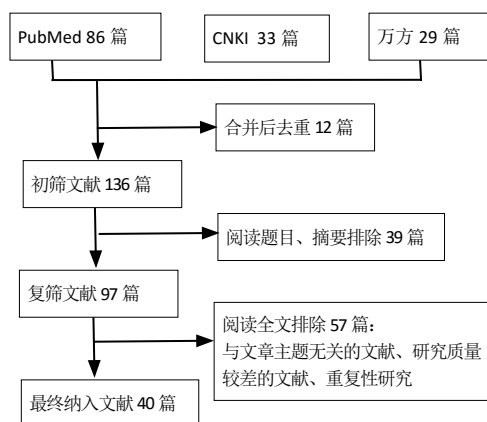 PubMed 86 篇
CNKI 33 篇
万方 29 篇
合并后去重 12 篇
初筛文献 136 篇
阅读题目、摘要排除 39 篇
复筛文献 97 篇
阅读全文排除 57 篇：
与文章主题无关的文献、研究质量
较差的文献、重复性研究
最终纳入文献 40 篇